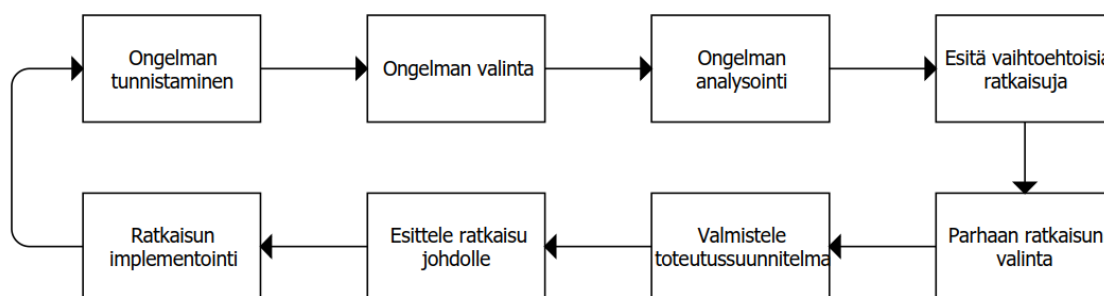 Ongelman
tunnistaminen
Ongelman valinta
Ongelman
analysointi
Esitä vaihtoehtoisia
ratkaisuja
Parhaan ratkaisun
valinta
Valmistele
toteutussuunnitelma
Esittele ratkaisu
johdolle
Ratkaisun
implementointi